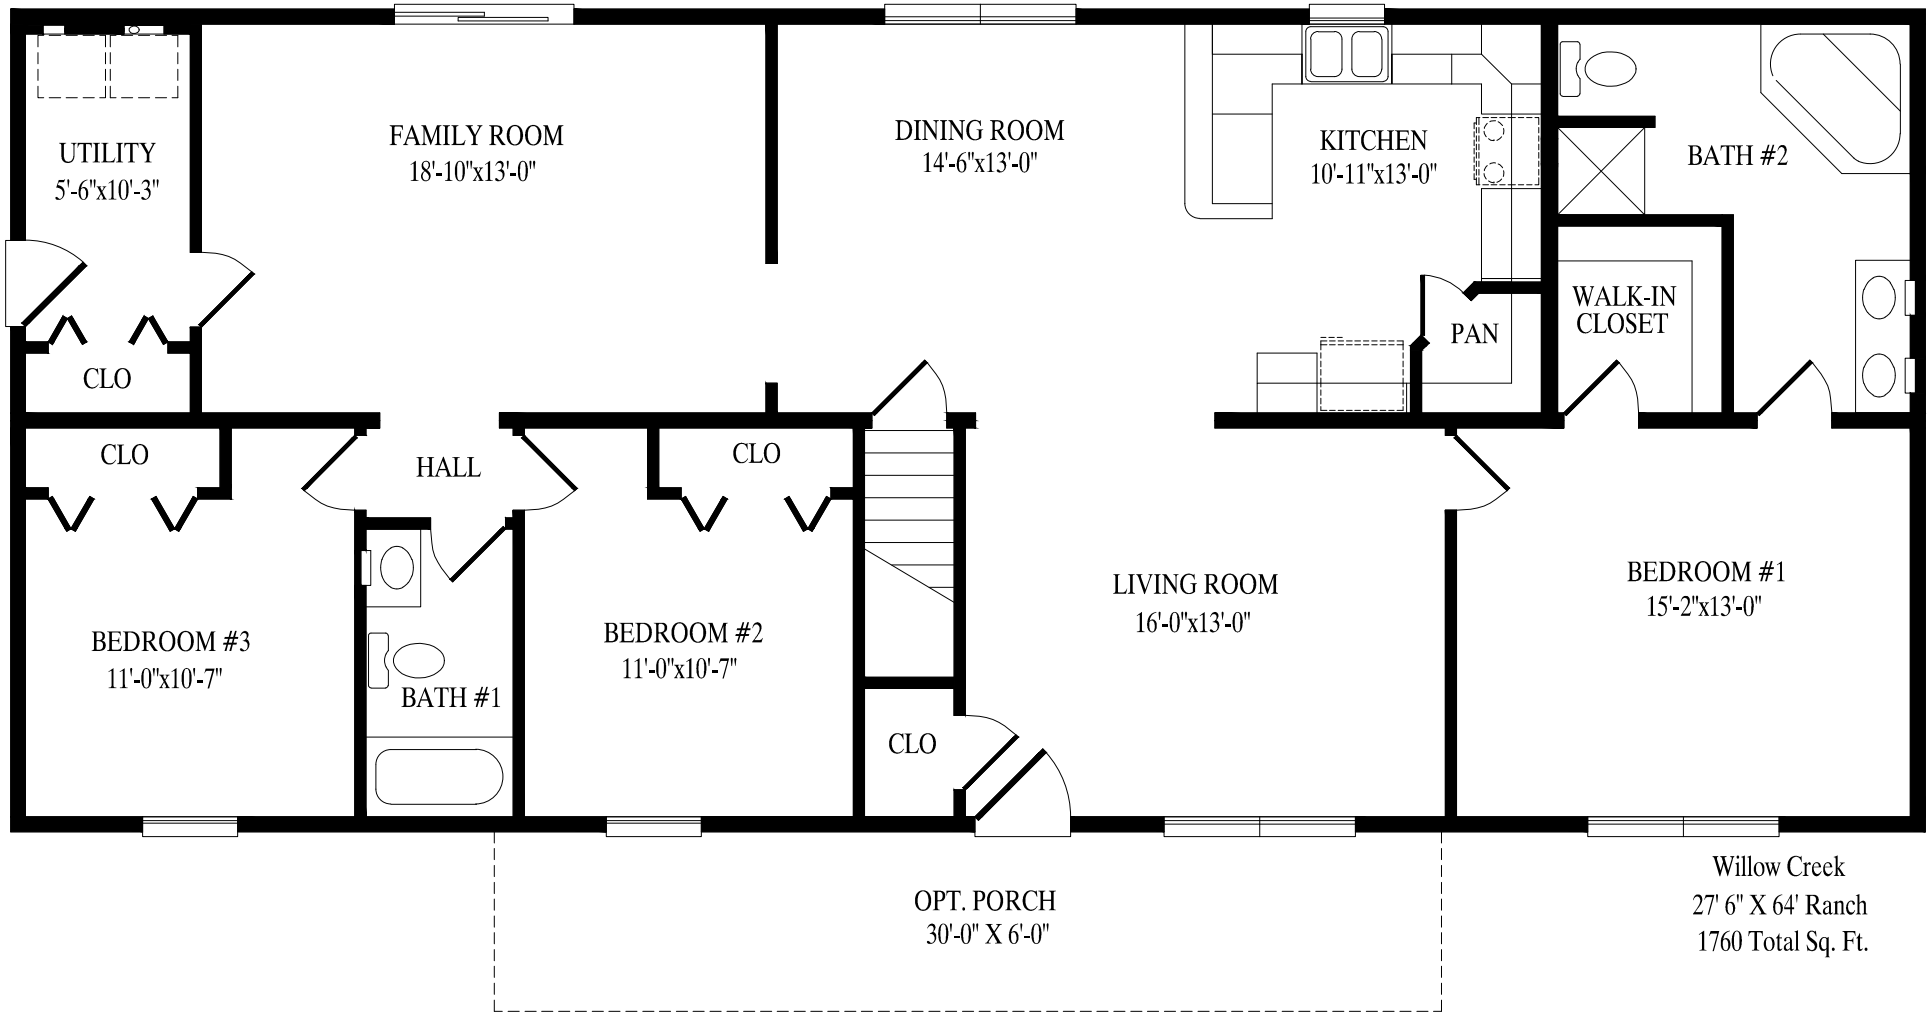 UTILITY
5'-6"x10'-3"
FAMILY ROOM
18'-10"x13'-0"
DINING ROOM
14'-6"x13'-0"
KITCHEN
10'-11"x13'-0"
BATH #2
WALK-IN
CLOSET
PAN
CLO
CLO
HALL
CLO
BEDROOM #3
11'-0"x10'-7"
BATH #1
BEDROOM #2
11'-0"x10'-7"
CLO
LIVING ROOM
16'-0"x13'-0"
BEDROOM #1
15'-2"x13'-0"
OPT. PORCH
30'-0" X 6'-0"
Willow Creek
27' 6" X 64' Ranch
1760 Total Sq. Ft.